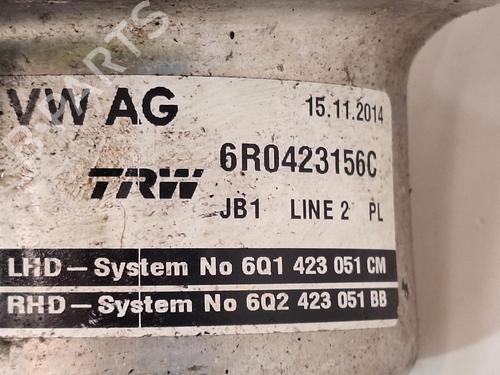 VW AG
15.11.2014
6R0423156C
TRW
JB1 LINE 2 PL
LHD-System No 6Q1 423 051 CM
RHD-System No 6Q2 423 051 BB